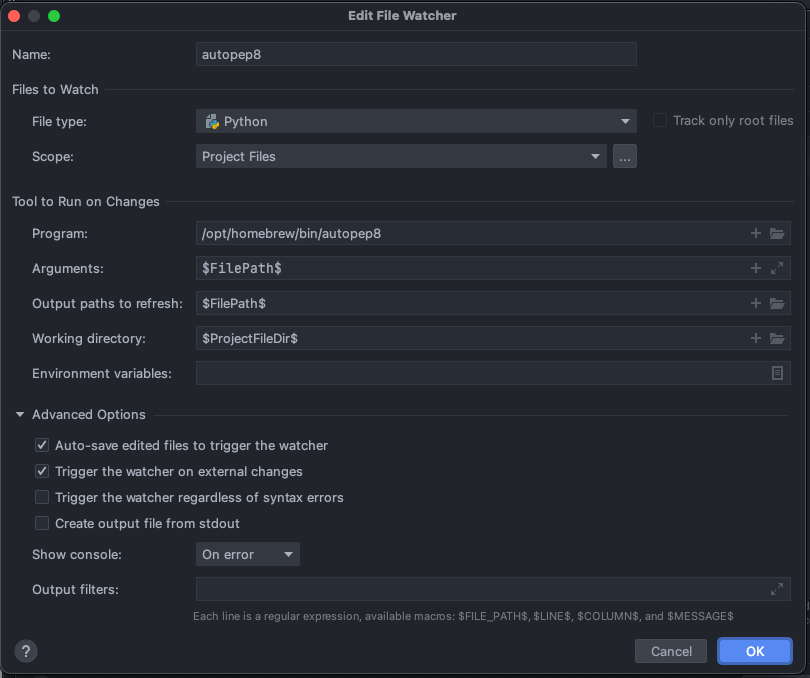 Edit File Watcher
Name: autopep8
Files to Watch
File type: Python Track only root files
Scope: Project Files ...
Tool to Run on Changes
Program: /opt/homebrew/bin/autopep8
Arguments: $FilePath$
Output paths to refresh: $FilePath$
Working directory: $ProjectFileDir$
Environment variables:
Advanced Options
Auto-save edited files to trigger the watcher
Trigger the watcher on external changes
Trigger the watcher regardless of syntax errors
Create output file from stdout
Show console: On error
Output filters:
Each line is a regular expression, available macros: $FILE_PATH$, $LINE$, $COLUMN$, and $MESSAGE$
? Cancel OK